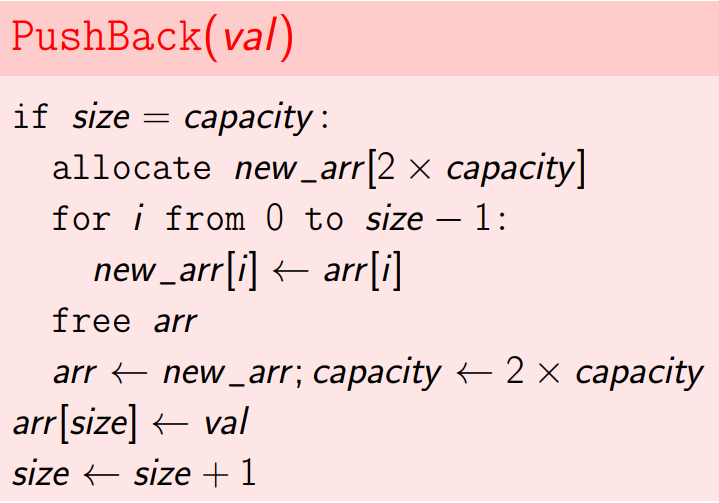 PushBack(val)
if size = capacity:
allocate new_arr[2 × capacity]
for i from 0 to size − 1:
new_arr[i] ← arr[i]
free arr
arr ← new_arr; capacity ← 2 × capacity
arr[size] ← val
size ← size + 1